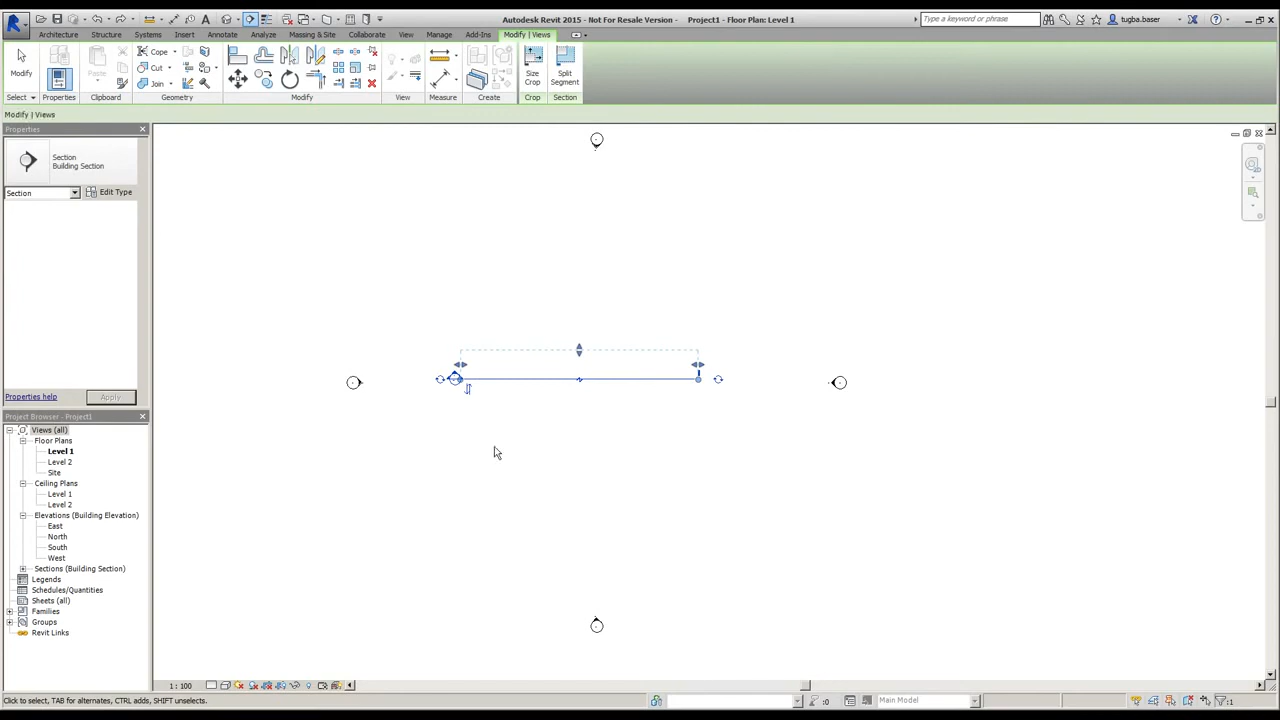 Autodesk Revit 2015 - Not For Resale Version - Project1 - Floor Plan: Level 1
Type a keyword or phrase
tugba.baser
Architecture Structure Systems Insert Annotate Analyze Massing & Site Collaborate View Manage Add-Ins Modify | Views
Modify
Paste
Cope
Cut
Join
Size Crop
Split Segment
Select Properties Clipboard Geometry Modify View Measure Create Crop Section
Modify | Views
Properties
Section
Building Section
Section
Edit Type
Properties help
Apply
Project Browser - Project1
Views (all)
Floor Plans
Level 1
Level 2
Site
Ceiling Plans
Level 1
Level 2
Elevations (Building Elevation)
East
North
South
West
Sections (Building Section)
Legends
Schedules/Quantities
Sheets (all)
Families
Groups
Revit Links
1 : 100
Click to select, TAB for alternates, CTRL adds, SHIFT unselects.
:0
Main Model
:1